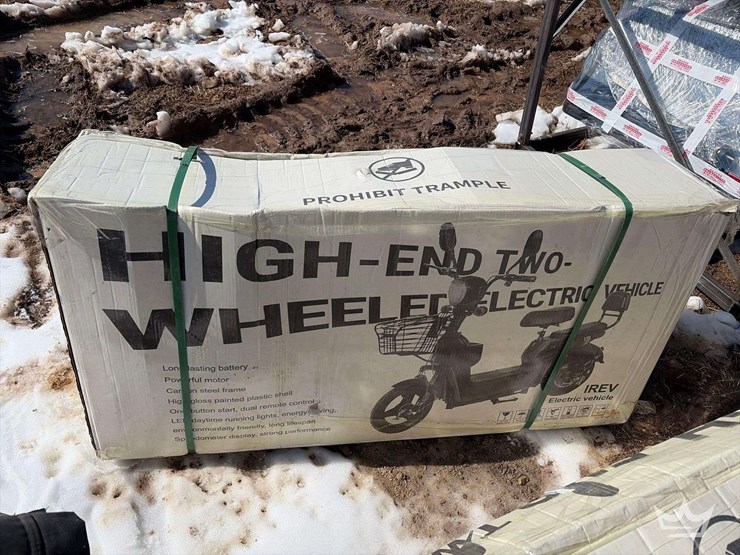 PROHIBIT TRAMPLE
HIGH-END TWO-
WHEELED ELECTRIC VEHICLE
Long lasting battery
Powerful motor
Carbon steel frame
High gloss painted plastic shell
One button start, dual remote control
LED daytime running lights, energy saving,
environmentally friendly, long lifespan
Speedometer display, strong performance
IREV
Electric vehicle